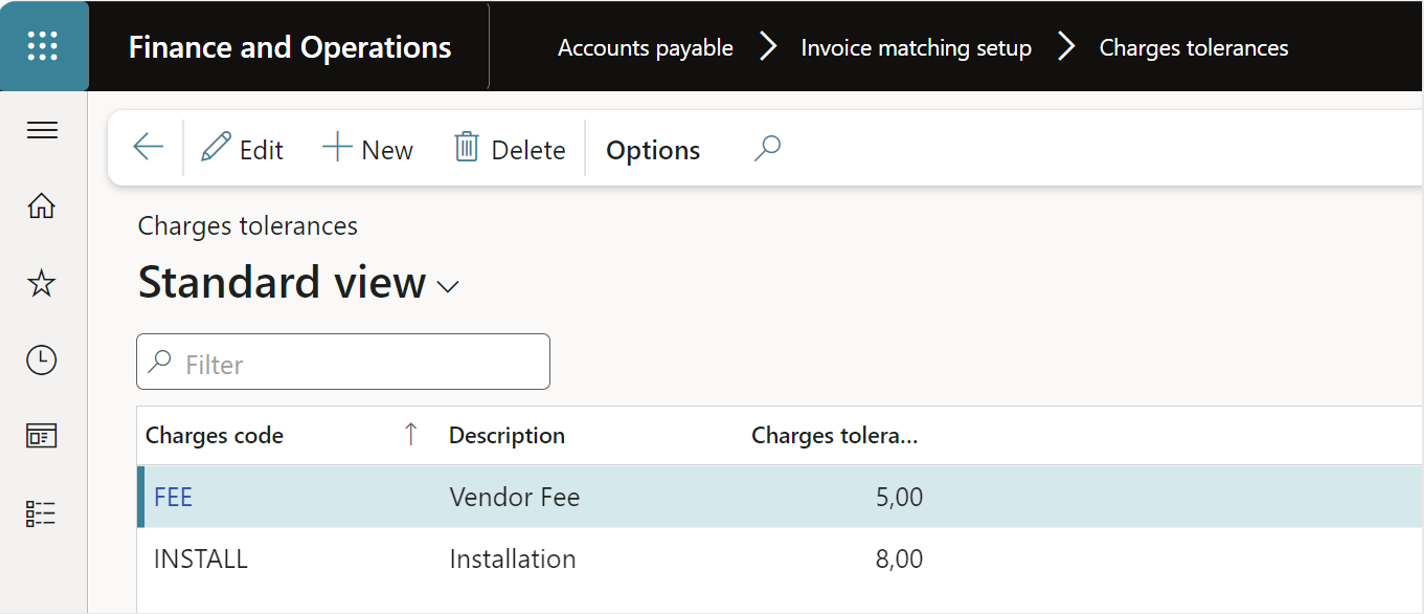 Finance and Operations Accounts payable Invoice matching setup Charges tolerances
Edit New Delete Options
Charges tolerances
Standard view
Filter
Charges code Description Charges tolera...
FEE Vendor Fee 5,00
INSTALL Installation 8,00